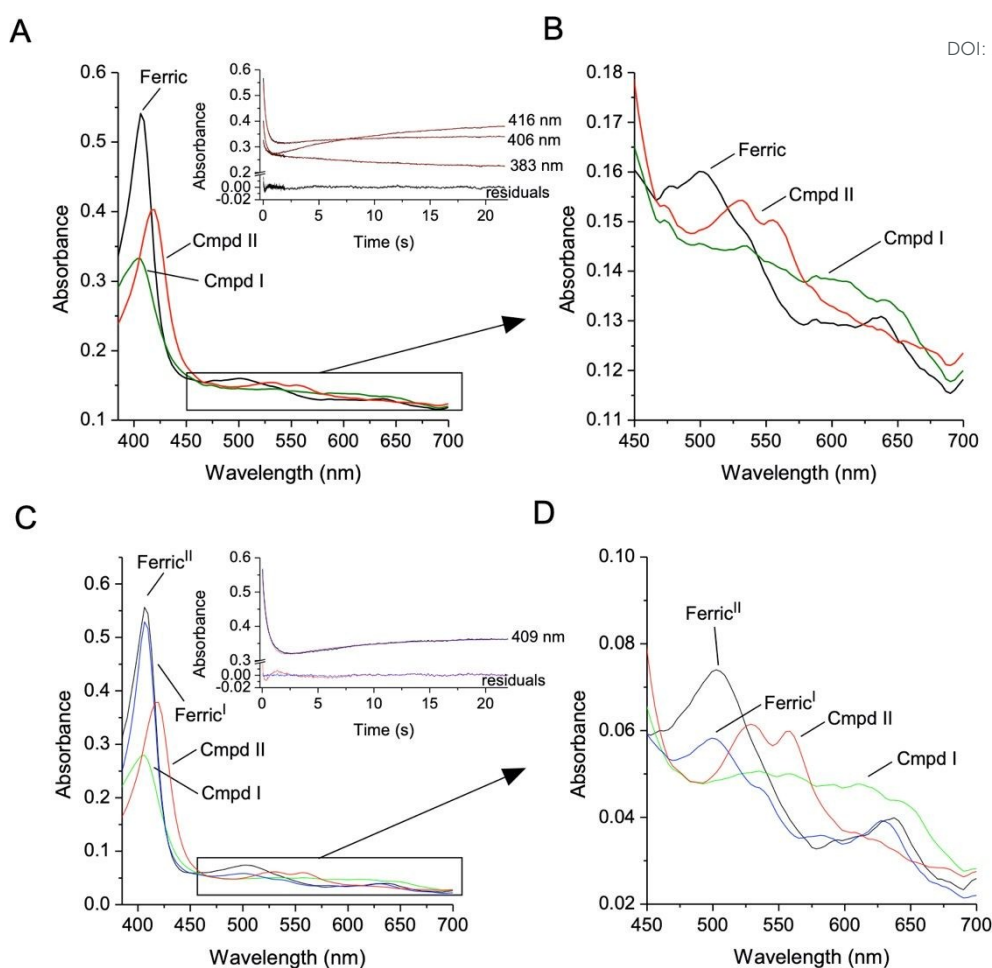 A
0.6
0.5
0.4
0.3
0.2
0.1
Absorbance
400 450 500 550 600 650 700
Wavelength (nm)
Ferric
Cmpd II
Cmpd I
0.6
0.5
0.4
0.3
0.2
0.00
-0.02
Absorbance
0 5 10 15 20
Time (s)
416 nm
406 nm
383 nm
residuals
B
DOI:
0.18
0.17
0.16
0.15
0.14
0.13
0.12
0.11
Absorbance
450 500 550 600 650 700
Wavelength (nm)
Ferric
Cmpd II
Cmpd I
C
0.6
0.5
0.4
0.3
0.2
0.1
0.0
Absorbance
400 450 500 550 600 650 700
Wavelength (nm)
Ferric^II
Ferric^I
Cmpd II
Cmpd I
0.6
0.5
0.4
0.3
0.00
-0.02
Absorbance
0 5 10 15 20
Time (s)
409 nm
residuals
D
0.10
0.08
0.06
0.04
0.02
Absorbance
450 500 550 600 650 700
Wavelength (nm)
Ferric^II
Ferric^I
Cmpd II
Cmpd I